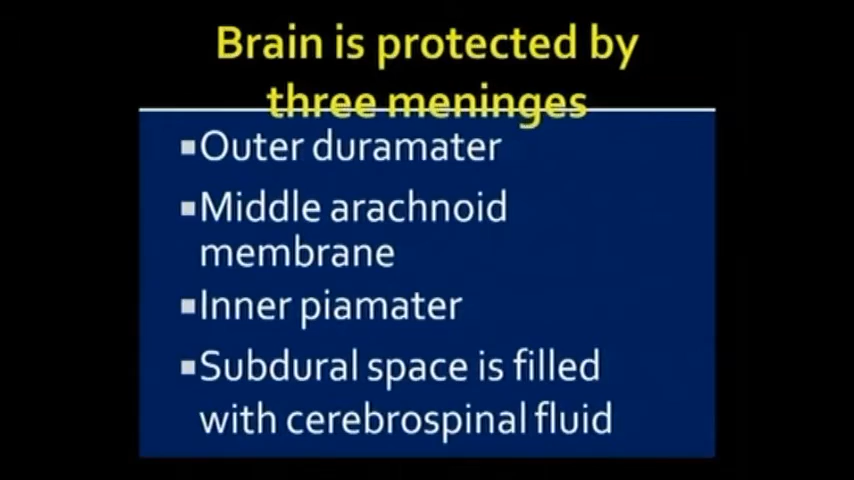 Brain is protected by
three meninges
▪Outer duramater
▪Middle arachnoid
membrane
▪Inner piamater
▪Subdural space is filled
with cerebrospinal fluid